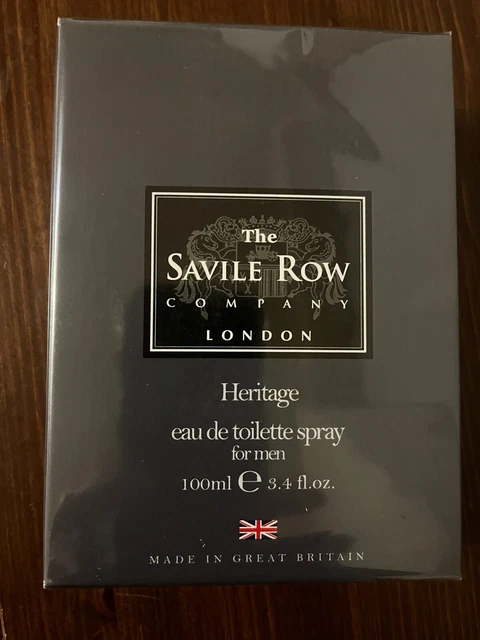 The
SAVILE ROW
COMPANY
LONDON
Heritage
eau de toilette spray
for men
100ml ℮ 3.4 fl.oz.
MADE IN GREAT BRITAIN